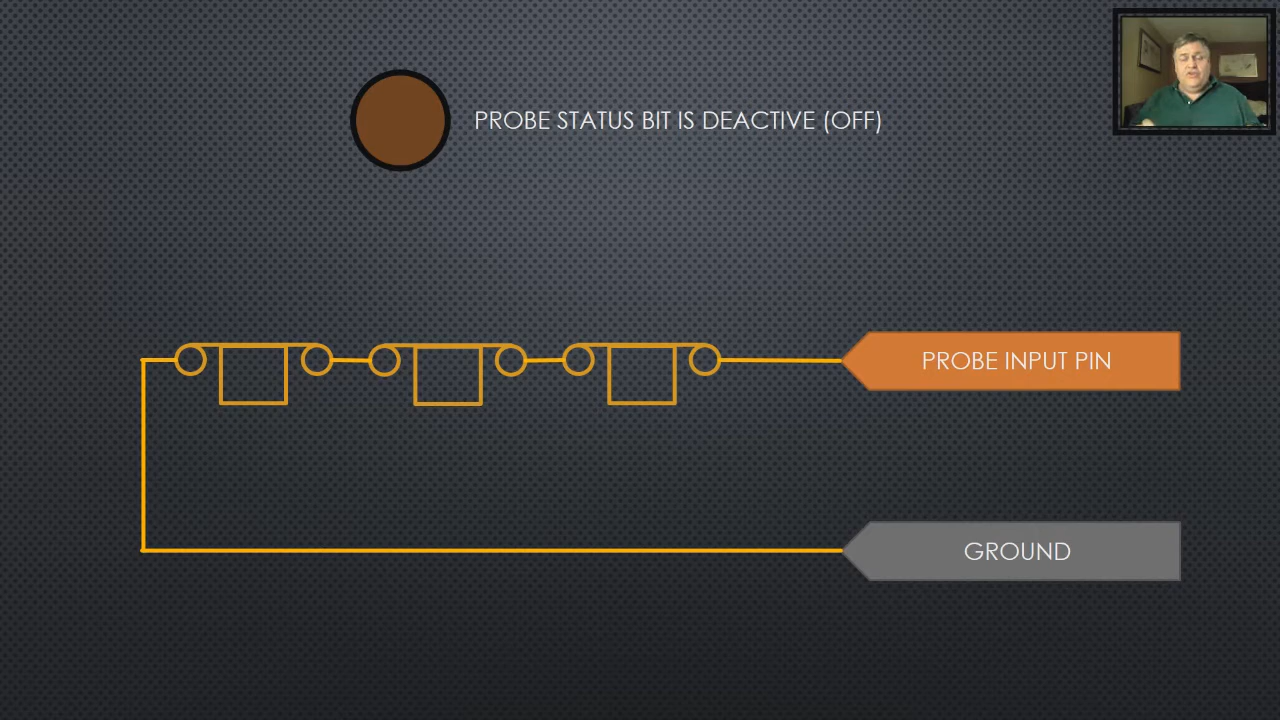 PROBE STATUS BIT IS DEACTIVE (OFF)
PROBE INPUT PIN
GROUND